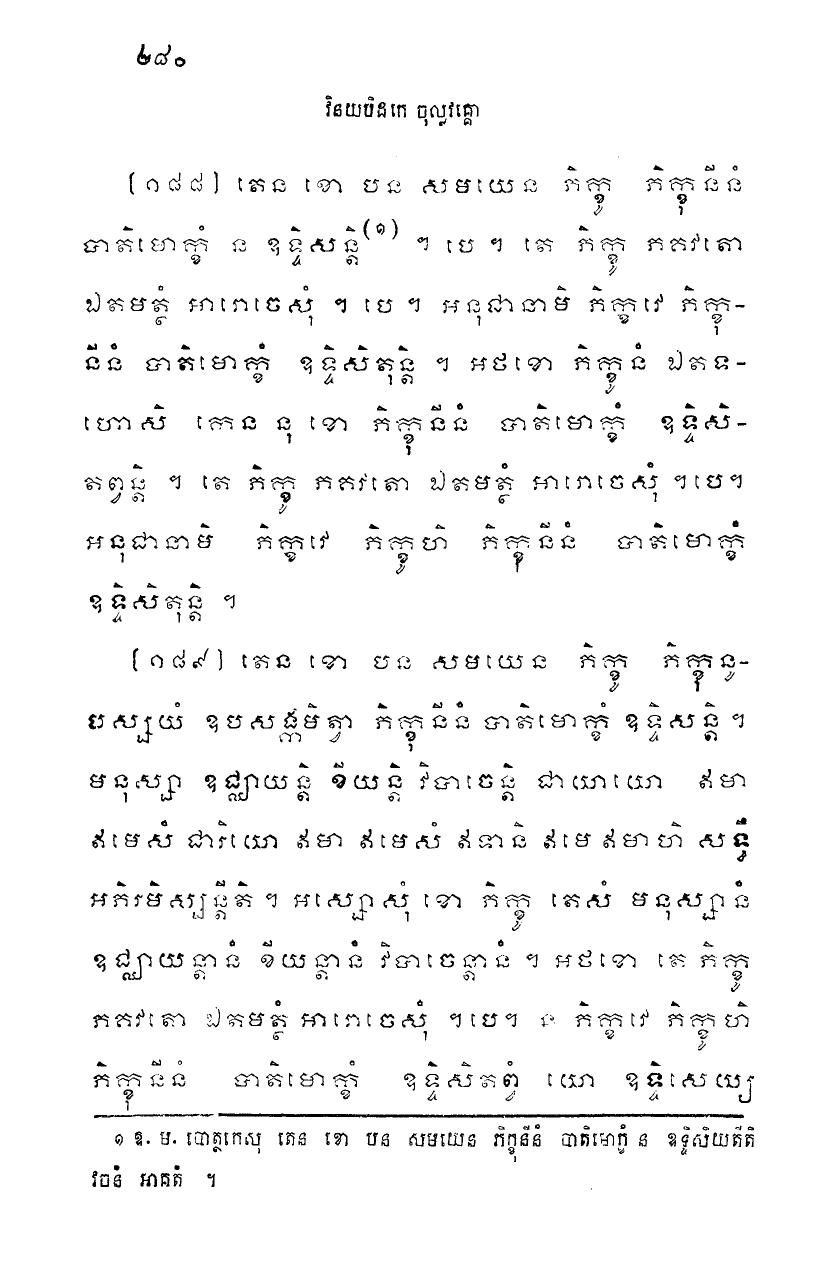 ២៨០
វិនយបិដកេ ចុល្លវគ្គោ
[១៨៨] តេន ខោ បន សមយេន ភិក្ខូ ភិក្ខុនីនំ
បាតិមោក្ខំ ន ឧទ្ទិសន្តិ(១) ។ បេ ។ តេ ភិក្ខូ ភគវតោ
ឯតមត្ថំ អារោចេសុំ ។ បេ ។ អនុជានាមិ ភិក្ខវេ ភិក្ខុ-
នីនំ បាតិមោក្ខំ ឧទ្ទិសិតុន្តិ ។ អថខោ ភិក្ខូនំ ឯតទ-
ហោសិ កេន នុ ខោ ភិក្ខុនីនំ បាតិមោក្ខំ ឧទ្ទិសិ-
តព្វន្តិ ។ តេ ភិក្ខូ ភគវតោ ឯតមត្ថំ អារោចេសុំ ។បេ។
អនុជានាមិ ភិក្ខវេ ភិក្ខូហិ ភិក្ខុនីនំ បាតិមោក្ខំ
ឧទ្ទិសិតុន្តិ ។
[១៨៩] តេន ខោ បន សមយេន ភិក្ខូ ភិក្ខុនូ-
បស្សយំ ឧបសង្កមិត្វា ភិក្ខុនីនំ បាតិមោក្ខំ ឧទ្ទិសន្តិ ។
មនុស្សា ឧជ្ឈាយន្តិ ខីយន្តិ វិបាចេន្តិ ជាយាយោ ឥមា
ឥមេសំ ជារិយោ ឥមា ឥមេសំ ឥទានិ ឥមេ ឥមាហិ សទ្ធឹ
អភិរមិស្សន្តីតិ ។ អស្សោសុំ ខោ ភិក្ខូ តេសំ មនុស្សានំ
ឧជ្ឈាយន្តានំ ខីយន្តានំ វិបាចេន្តានំ ។ អថខោ តេ ភិក្ខូ
ភគវតោ ឯតមត្ថំ អារោចេសុំ ។បេ។ ន ភិក្ខវេ ភិក្ខូហិ
ភិក្ខុនីនំ បាតិមោក្ខំ ឧទ្ទិសិតព្វំ យោ ឧទ្ទិសេយ្យ
១ ឱ. ម. បោត្ថកេសុ តេន ខោ បន សមយេន ភិក្ខុនីនំ បាតិមោក្ខំ ន ឧទ្ទិសិយតីតិ
វចនំ អាគតំ ។